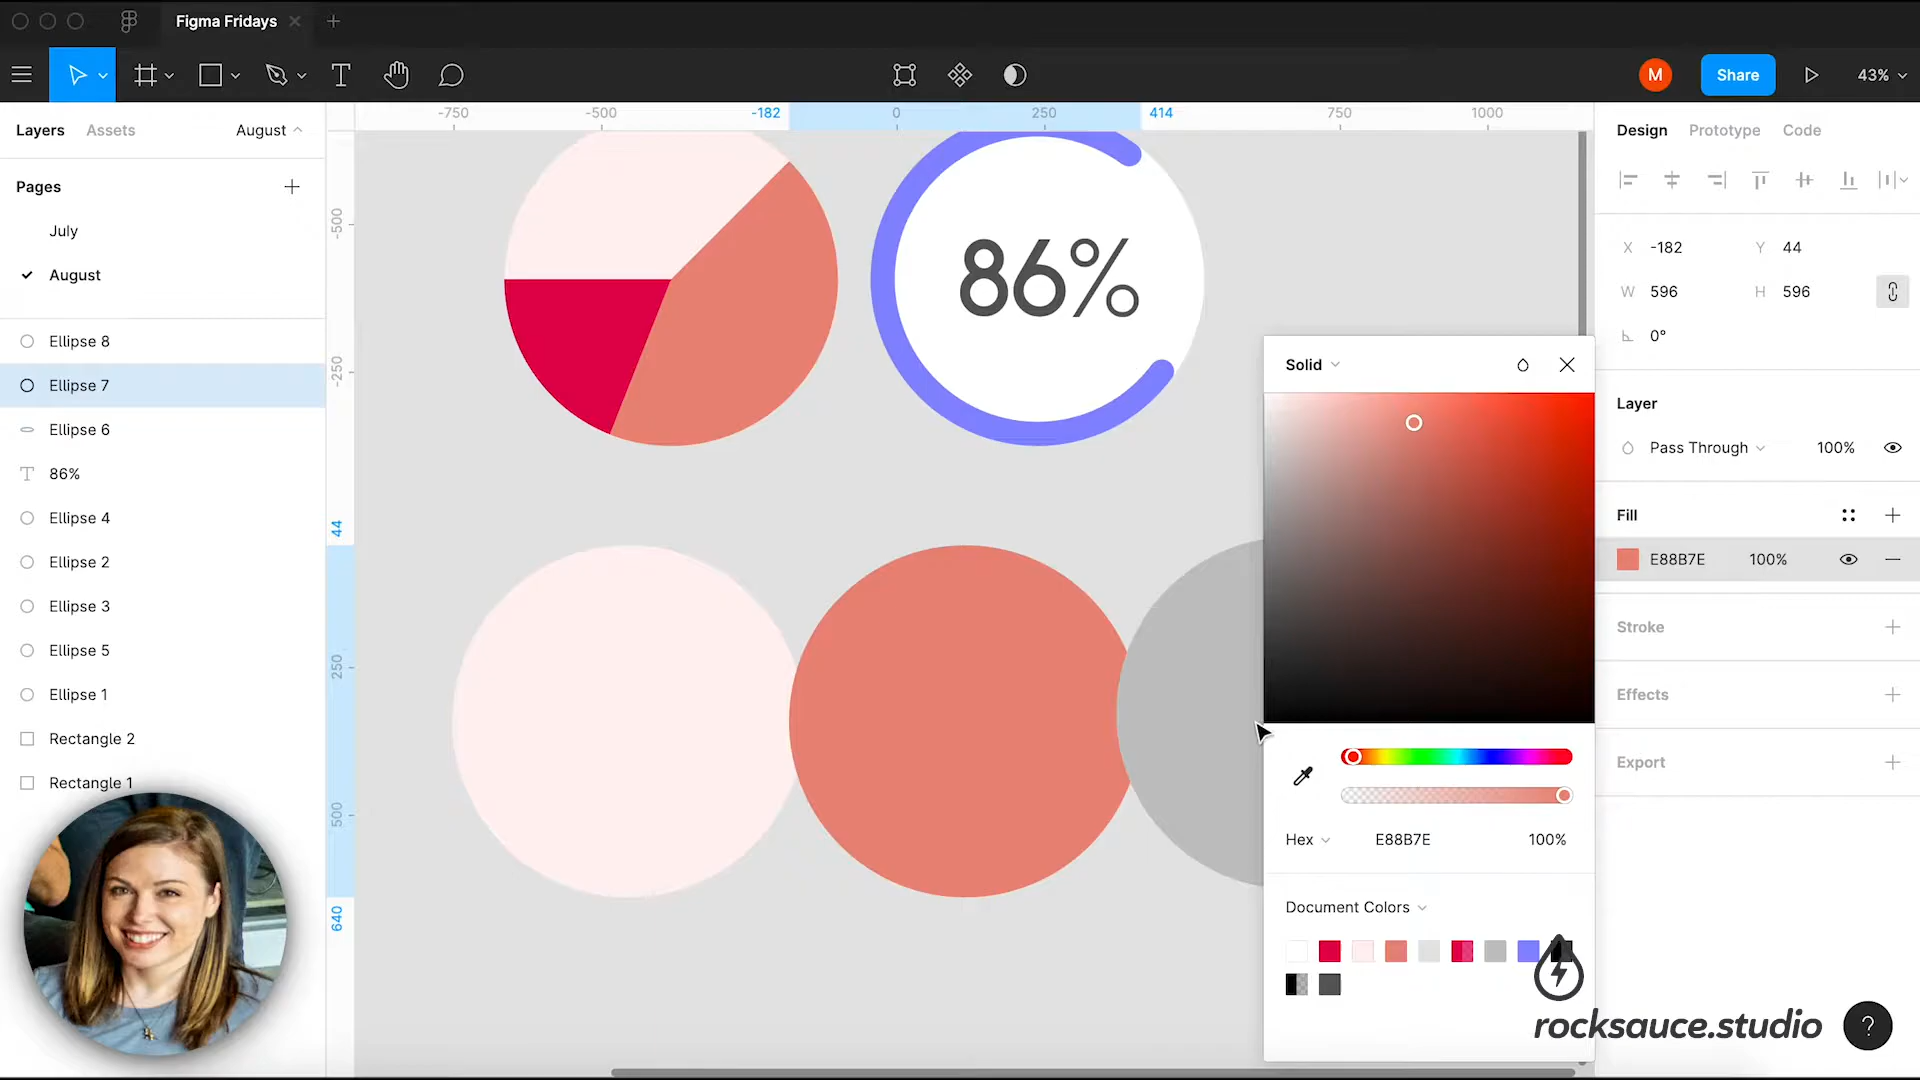 Figma Fridays
M
Share
43%
Layers
Assets
August
-750
-500
-182
0
250
414
750
1000
Design
Prototype
Code
Pages
July
August
Ellipse 8
Ellipse 7
Ellipse 6
86%
Ellipse 4
Ellipse 2
Ellipse 3
Ellipse 5
Ellipse 1
Rectangle 2
Rectangle 1
-500
-250
44
250
500
640
86%
Solid
Hex
E88B7E
100%
Document Colors
X
-182
Y
44
W
596
H
596
0°
Layer
Pass Through
100%
Fill
E88B7E
100%
Stroke
Effects
Export
rocksauce.studio
?